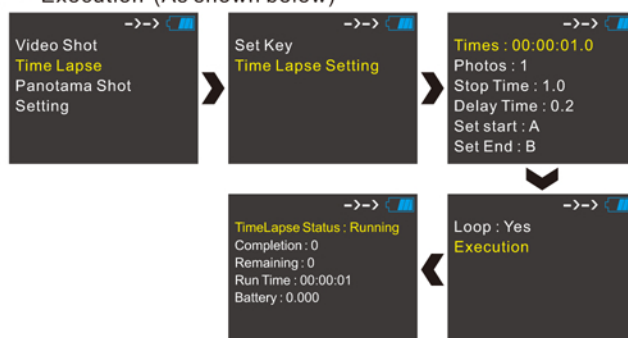 Execution (As shown below)
->->
Video Shot
Time Lapse
Panotama Shot
Setting
->->
Set Key
Time Lapse Setting
->->
Times : 00:00:01.0
Photos : 1
Stop Time : 1.0
Delay Time : 0.2
Set start : A
Set End : B
->->
Loop : Yes
Execution
->->
TimeLapse Status : Running
Completion : 0
Remaining : 0
Run Time : 00:00:01
Battery : 0.000